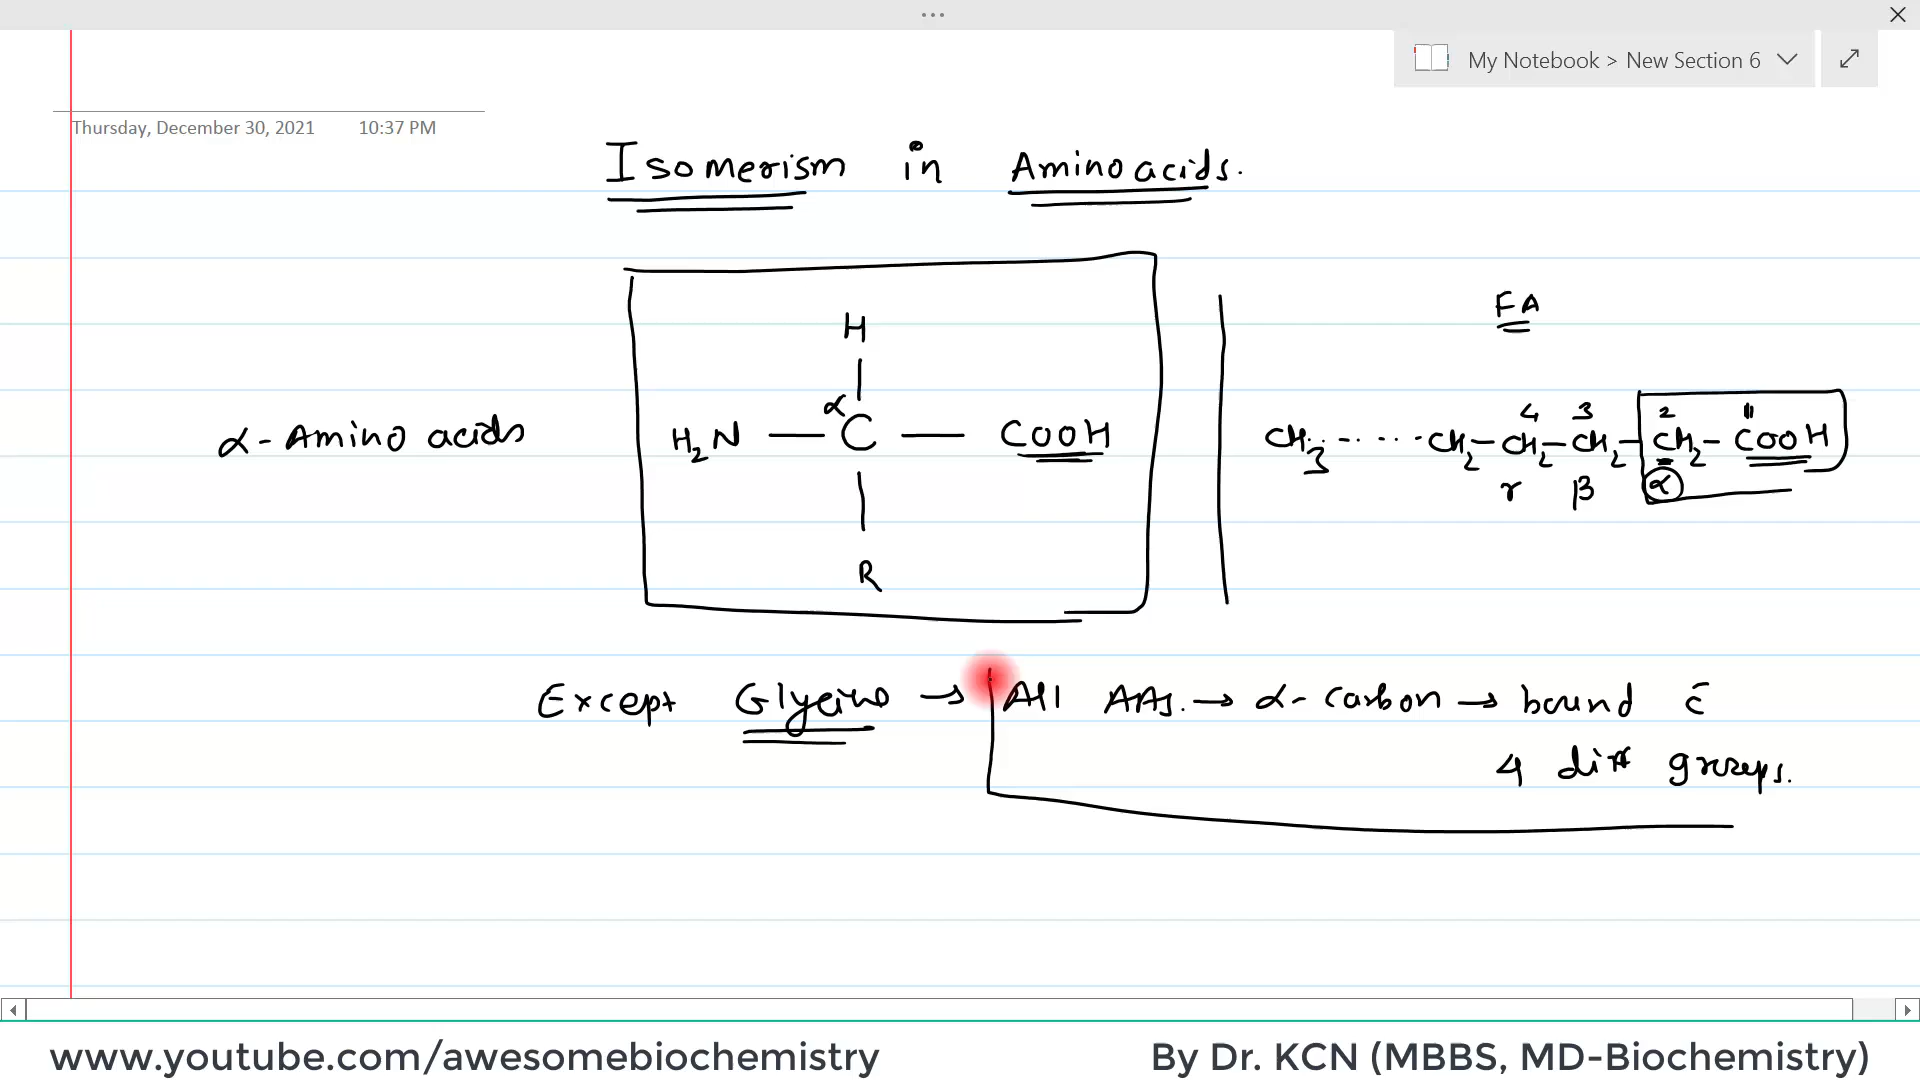 ...
My Notebook > New Section 6
Thursday, December 30, 2021 10:37 PM
Isomerism in Amino acids.
FA
H
α
4 3 2 1
α-Amino acids
H₂N — C — COOH
CH₃ ....... CH₂ — CH₂ — CH₂ — CH₂ — COOH
γ β α
R
Except Glycine → All AAs. → α-carbon → bound c̄
4 diff groups.
www.youtube.com/awesomebiochemistry
By Dr. KCN (MBBS, MD-Biochemistry)